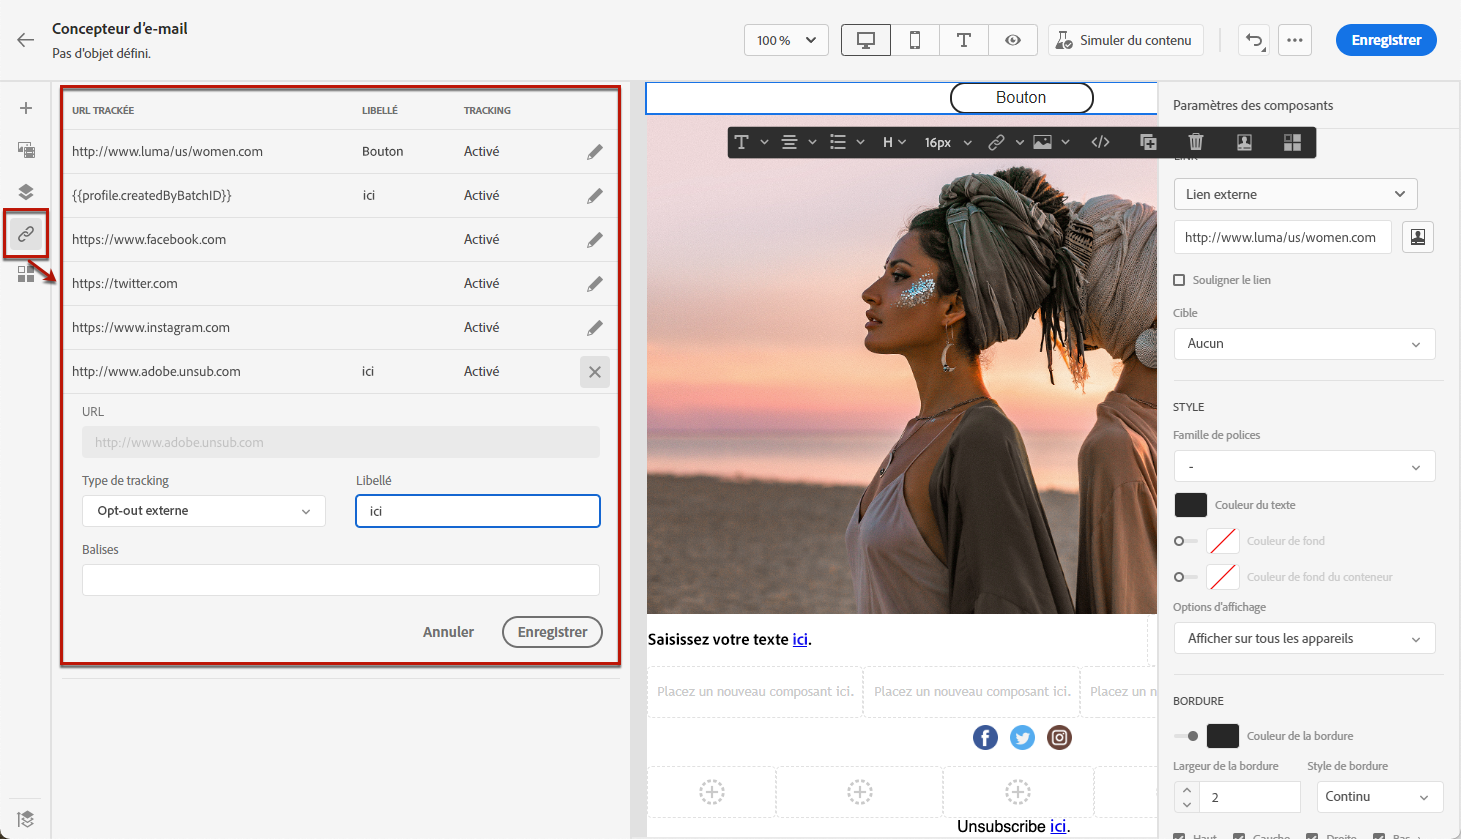 Concepteur d'e-mail
Pas d'objet défini.
100 %
Simuler du contenu
Enregistrer
URL TRACKÉE LIBELLÉ TRACKING
http://www.luma/us/women.com Bouton Activé
{{profile.createdByBatchID}} ici Activé
https://www.facebook.com Activé
https://twitter.com Activé
https://www.instagram.com Activé
http://www.adobe.unsub.com ici Activé
URL
http://www.adobe.unsub.com
Type de tracking Libellé
Opt-out externe ici
Balises
Annuler Enregistrer
Bouton
T H 16px
Saisissez votre texte ici.
Placez un nouveau composant ici. Placez un nouveau composant ici. Placez un n
Unsubscribe ici.
Paramètres des composants
LINK
Lien externe
http://www.luma/us/women.com
Souligner le lien
Cible
Aucun
STYLE
Famille de polices
-
Couleur du texte
Couleur de fond
Couleur de fond du conteneur
Options d'affichage
Afficher sur tous les appareils
BORDURE
Couleur de la bordure
Largeur de la bordure Style de bordure
2 Continu
Haut Gauche Droite Bas